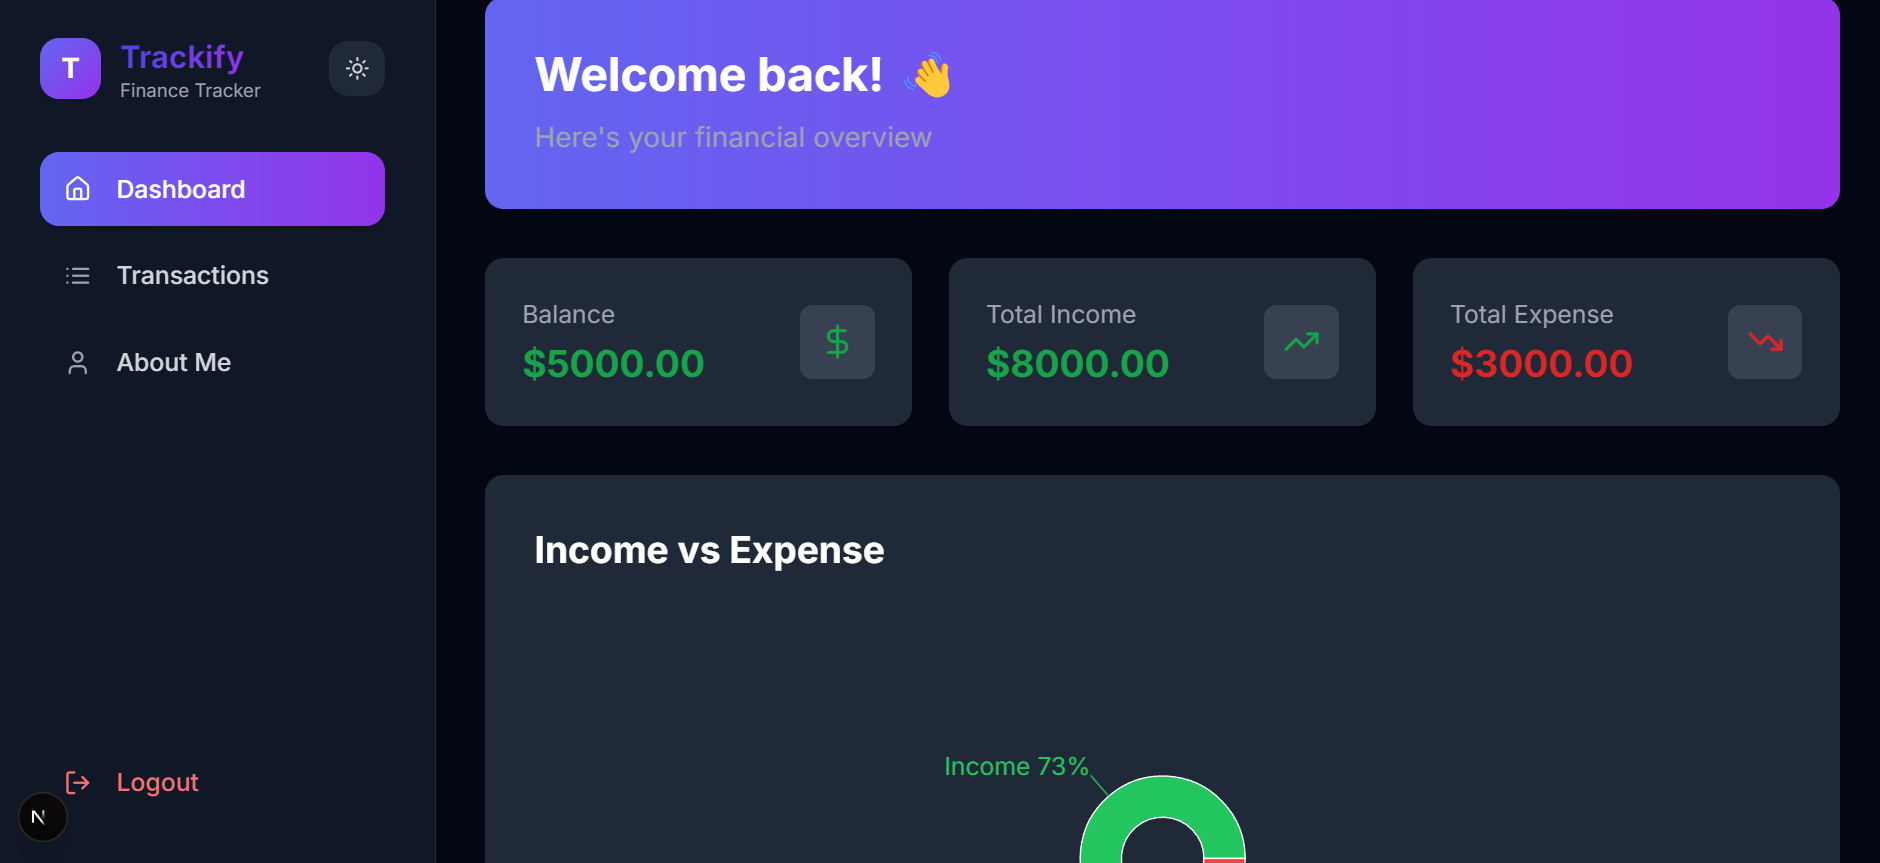 T
Trackify
Finance Tracker
Dashboard
Transactions
About Me
Logout
N
Welcome back! 👋
Here's your financial overview
Balance
$5000.00
Total Income
$8000.00
Total Expense
$3000.00
Income vs Expense
Income 73%